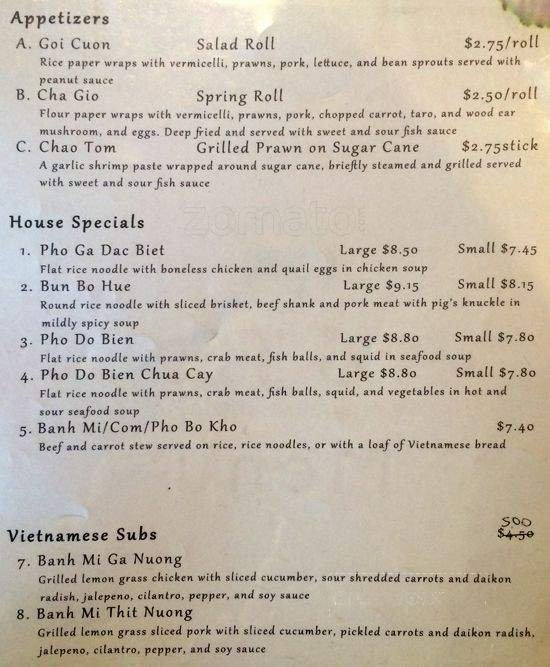 Appetizers
A. Goi Cuon Salad Roll $2.75/roll
Rice paper wraps with vermicelli, prawns, pork, lettuce, and bean sprouts served with
peanut sauce
B. Cha Gio Spring Roll $2.50/roll
Flour paper wraps with vermicelli, prawns, pork, chopped carrot, taro, and wood ear
mushroom, and eggs. Deep fried and served with sweet and sour fish sauce
C. Chao Tom Grilled Prawn on Sugar Cane $2.75stick
A garlic shrimp paste wrapped around sugar cane, brieftly steamed and grilled served
with sweet and sour fish sauce
House Specials
zomato
1. Pho Ga Dac Biet Large $8.50 Small $7.45
Flat rice noodle with boneless chicken and quail eggs in chicken soup
2. Bun Bo Hue Large $9.15 Small $8.15
Round rice noodle with sliced brisket, beef shank and pork meat with pig's knuckle in
mildly spicy soup
3. Pho Do Bien Large $8.80 Small $7.80
Flat rice noodle with prawns, crab meat, fish balls, and squid in seafood soup
4. Pho Do Bien Chua Cay Large $8.80 Small $7.80
Flat rice noodle with prawns, crab meat, fish balls, squid, and vegetables in hot and
sour seafood soup
5. Banh Mi/Com/Pho Bo Kho $7.40
Beef and carrot stew served on rice, rice noodles, or with a loaf of Vietnamese bread
500
Vietnamese Subs $4.50
7. Banh Mi Ga Nuong
Grilled lemon grass chicken with sliced cucumber, sour shredded carrots and daikon
radish, jalepeno, cilantro, pepper, and soy sauce
8. Banh Mi Thit Nuong
Grilled lemon grass sliced pork with sliced cucumber, pickled carrots and daikon radish,
jalepeno, cilantro, pepper, and soy sauce